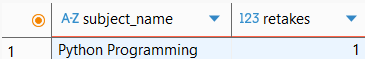 A-Z subject_name 123 retakes
1 Python Programming 1